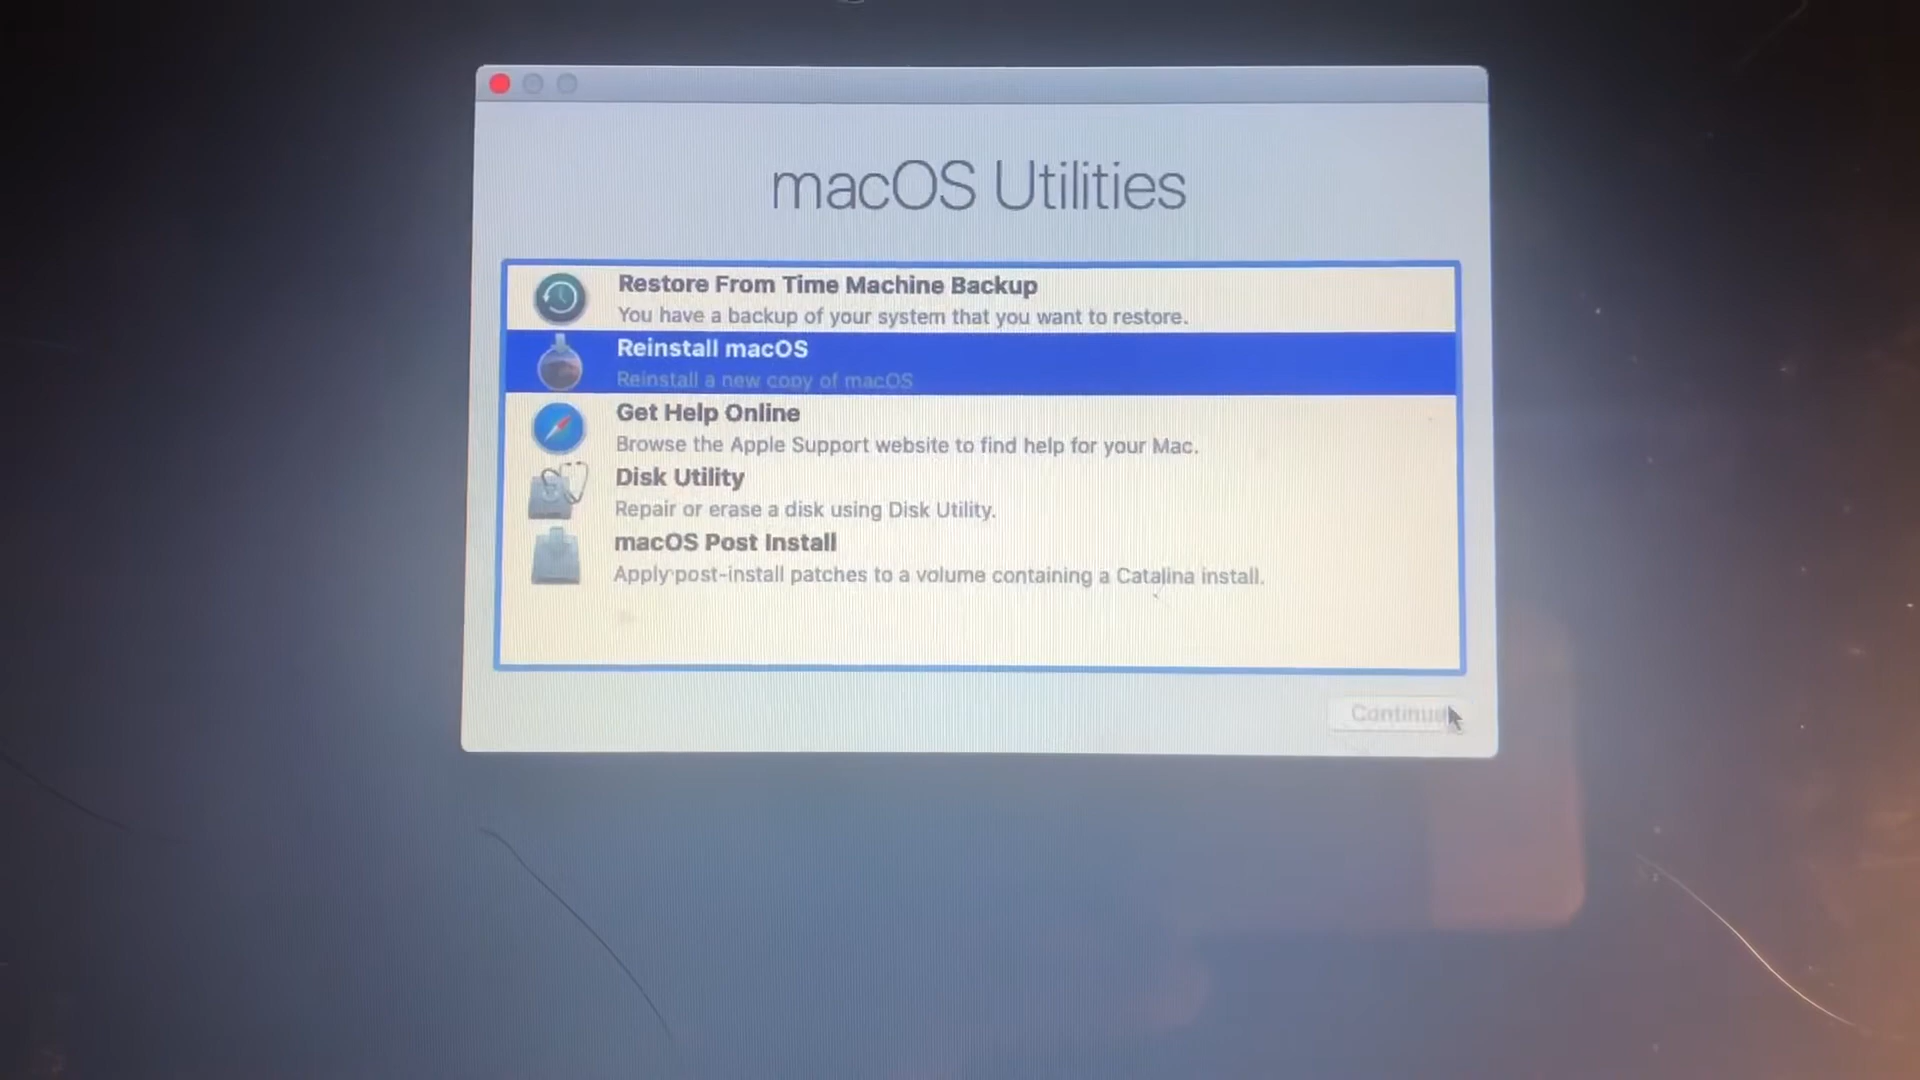 macOS Utilities
Restore From Time Machine Backup
You have a backup of your system that you want to restore.
Reinstall macOS
Reinstall a new copy of macOS
Get Help Online
Browse the Apple Support website to find help for your Mac.
Disk Utility
Repair or erase a disk using Disk Utility.
macOS Post Install
Apply post-install patches to a volume containing a Catalina install.
Continue